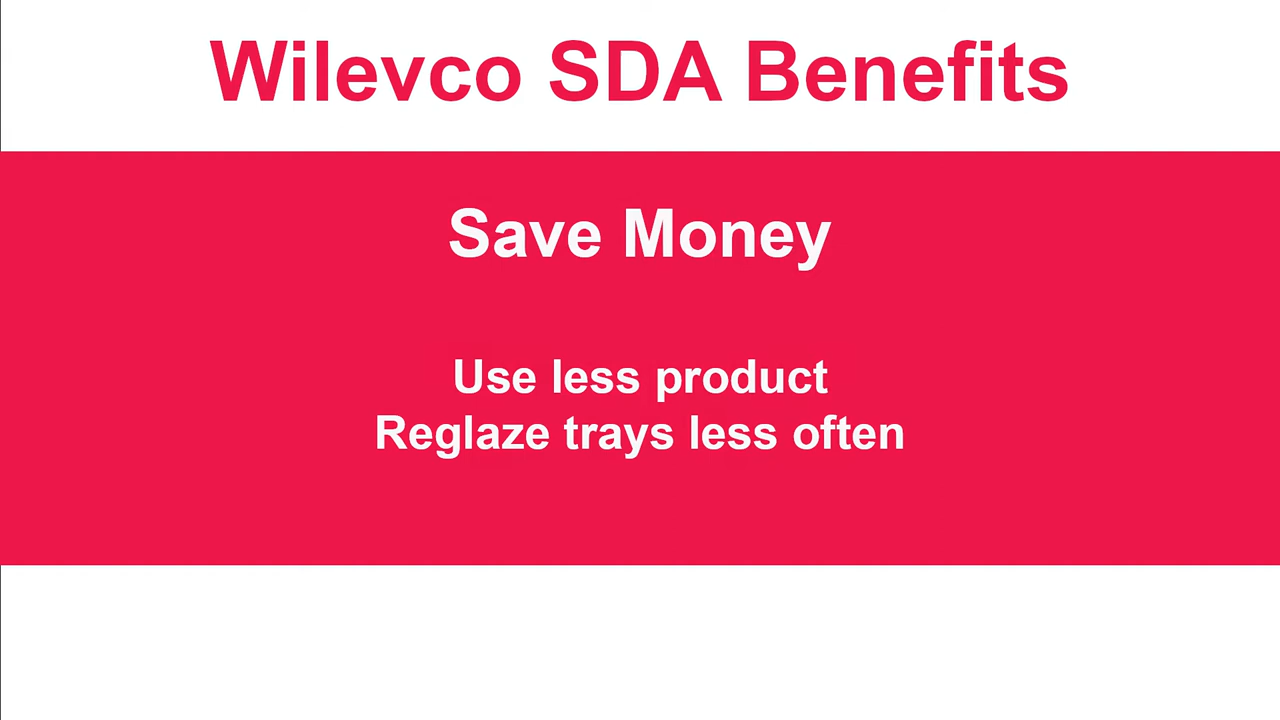 Wilevco SDA Benefits
Save Money
Use less product
Reglaze trays less often